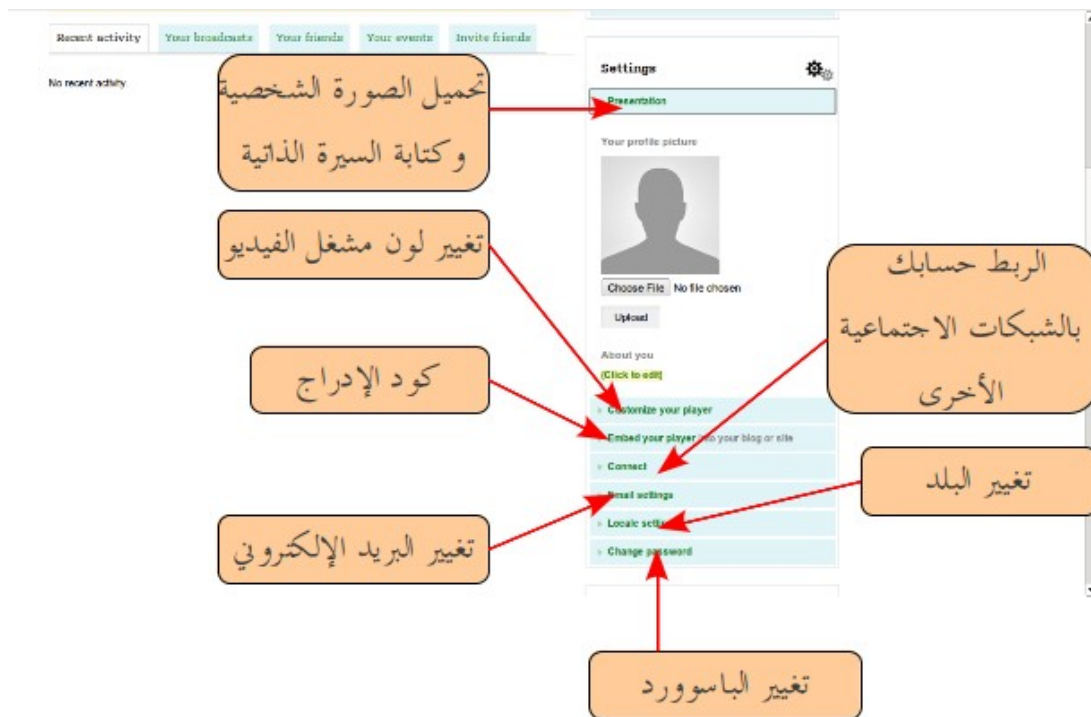 Recent activity
Your broadcasts
Your friends
Your events
Invite friends
No recent activity.
تحميل الصورة الشخصية
وكتابة السيرة الذاتية
تغيير لون مشغل الفيديو
كود الإدراج
تغيير البريد الإلكتروني
Settings
Presentation
Your profile picture
Choose File No file chosen
Upload
About you
(Click to edit)
Customize your player
Embed your player into your blog or site
Connect
Email settings
Locale settings
Change password
الربط حسابك
بالشبكات الاجتماعية
الأخرى
تغيير البلد
تغيير الباسوورد